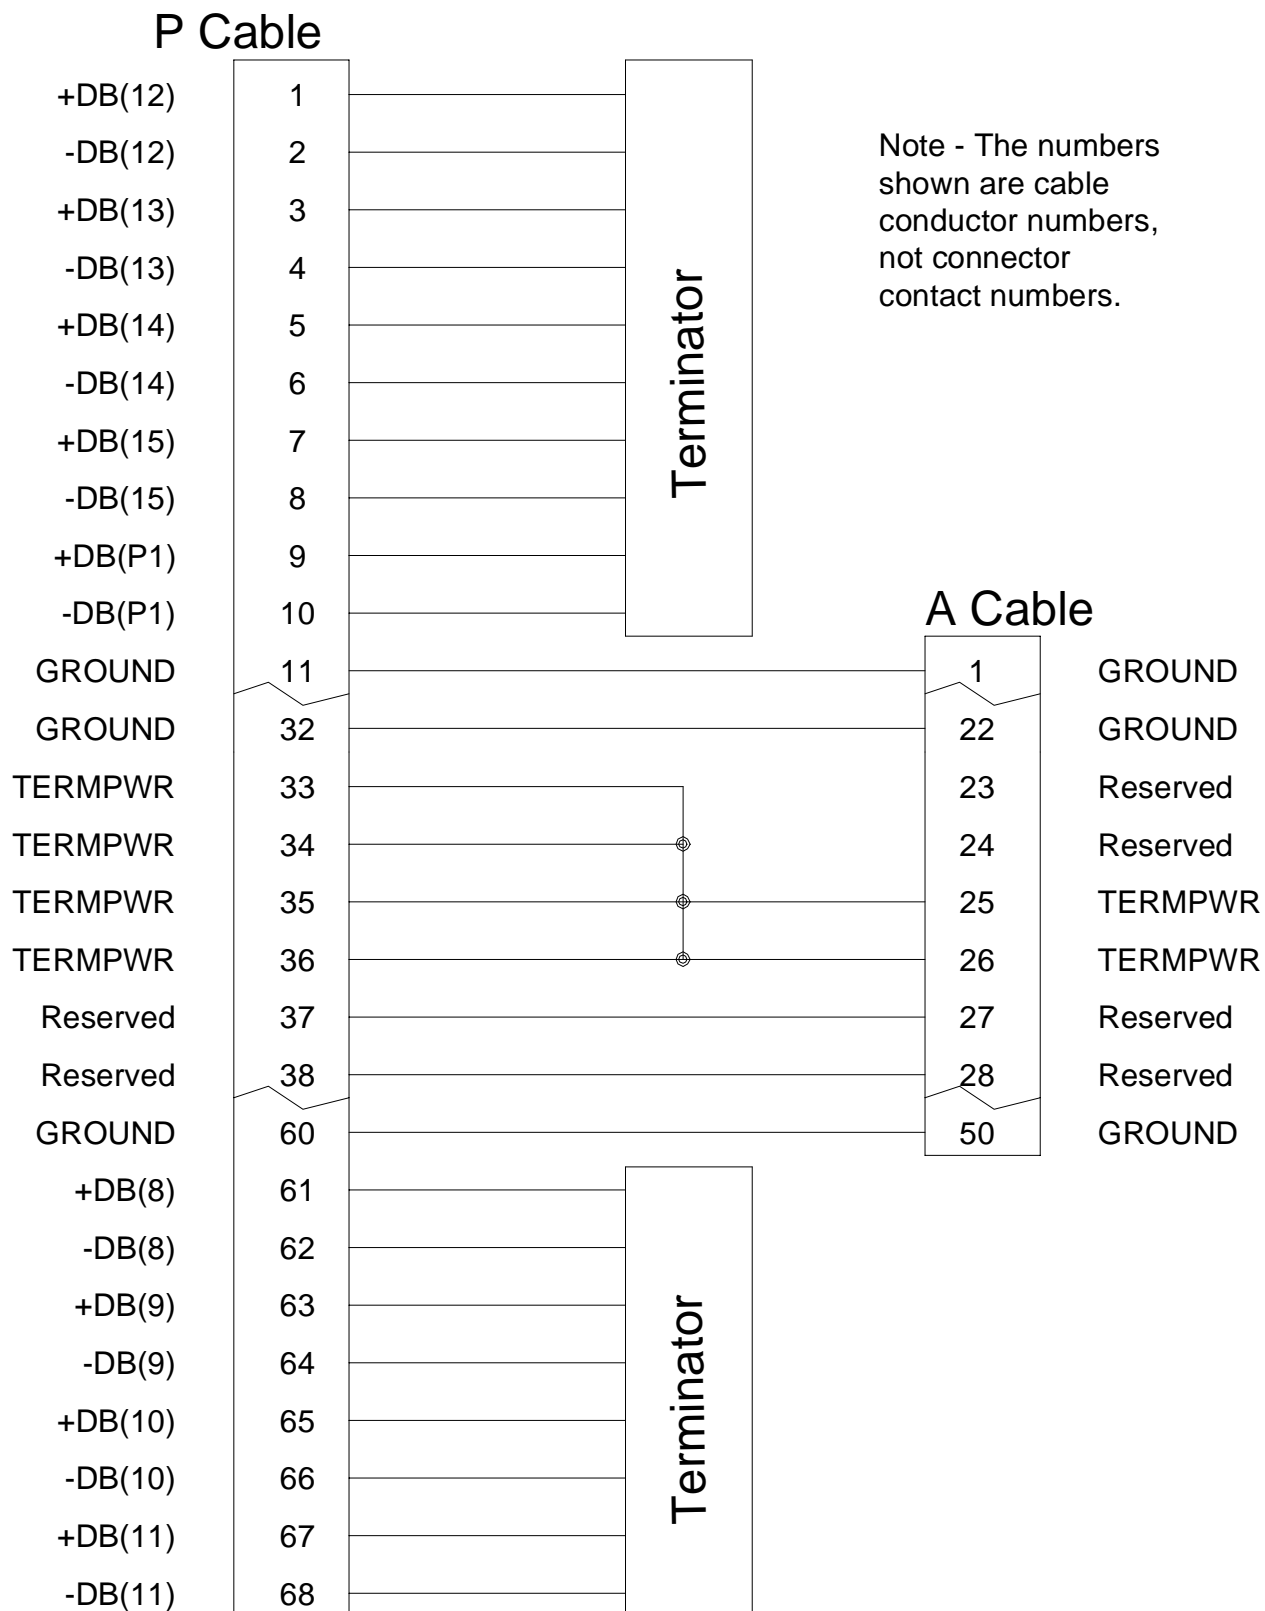 P Cable
+DB(12) 1
-DB(12) 2
+DB(13) 3
-DB(13) 4
+DB(14) 5
-DB(14) 6
+DB(15) 7
-DB(15) 8
+DB(P1) 9
-DB(P1) 10
Terminator
Note - The numbers
shown are cable
conductor numbers,
not connector
contact numbers.
A Cable
GROUND 11 1 GROUND
GROUND 32 22 GROUND
TERMPWR 33 23 Reserved
TERMPWR 34 24 Reserved
TERMPWR 35 25 TERMPWR
TERMPWR 36 26 TERMPWR
Reserved 37 27 Reserved
Reserved 38 28 Reserved
GROUND 60 50 GROUND
+DB(8) 61
-DB(8) 62
+DB(9) 63
-DB(9) 64
+DB(10) 65
-DB(10) 66
+DB(11) 67
-DB(11) 68
Terminator